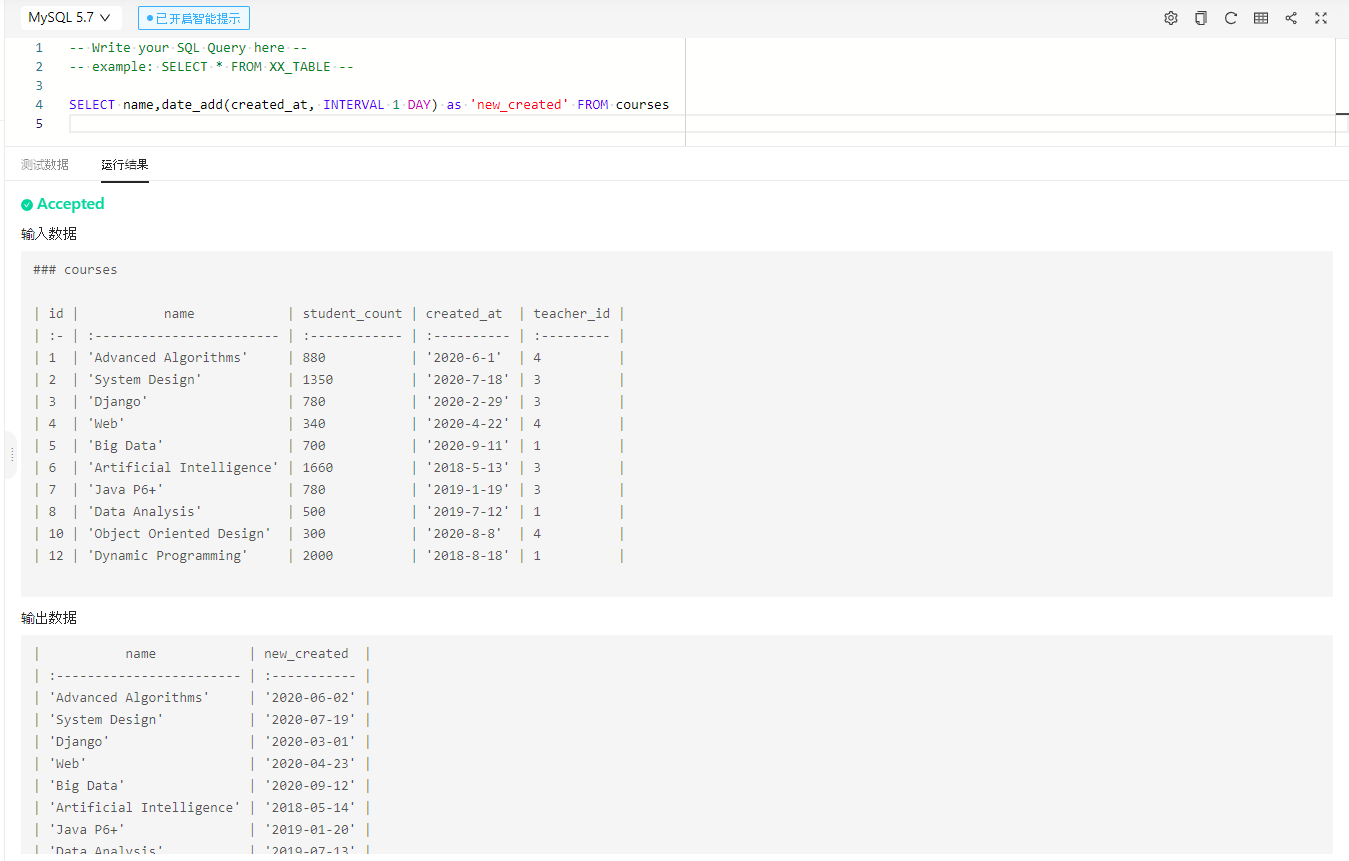 MySQL 5.7 已开启智能提示
1 -- Write your SQL Query here --
2 -- example: SELECT * FROM XX_TABLE --
3
4 SELECT name,date_add(created_at, INTERVAL 1 DAY) as 'new_created' FROM courses
5
测试数据 运行结果
Accepted
输入数据
### courses
| id | name | student_count | created_at | teacher_id |
| :- | :------------------------ | :------------ | :---------- | :--------- |
| 1 | 'Advanced Algorithms' | 880 | '2020-6-1' | 4 |
| 2 | 'System Design' | 1350 | '2020-7-18' | 3 |
| 3 | 'Django' | 780 | '2020-2-29' | 3 |
| 4 | 'Web' | 340 | '2020-4-22' | 4 |
| 5 | 'Big Data' | 700 | '2020-9-11' | 1 |
| 6 | 'Artificial Intelligence' | 1660 | '2018-5-13' | 3 |
| 7 | 'Java P6+' | 780 | '2019-1-19' | 3 |
| 8 | 'Data Analysis' | 500 | '2019-7-12' | 1 |
| 10 | 'Object Oriented Design' | 300 | '2020-8-8' | 4 |
| 12 | 'Dynamic Programming' | 2000 | '2018-8-18' | 1 |
输出数据
| name | new_created |
| :------------------------ | :----------- |
| 'Advanced Algorithms' | '2020-06-02' |
| 'System Design' | '2020-07-19' |
| 'Django' | '2020-03-01' |
| 'Web' | '2020-04-23' |
| 'Big Data' | '2020-09-12' |
| 'Artificial Intelligence' | '2018-05-14' |
| 'Java P6+' | '2019-01-20' |
| 'Data Analysis' | '2019-07-13' |